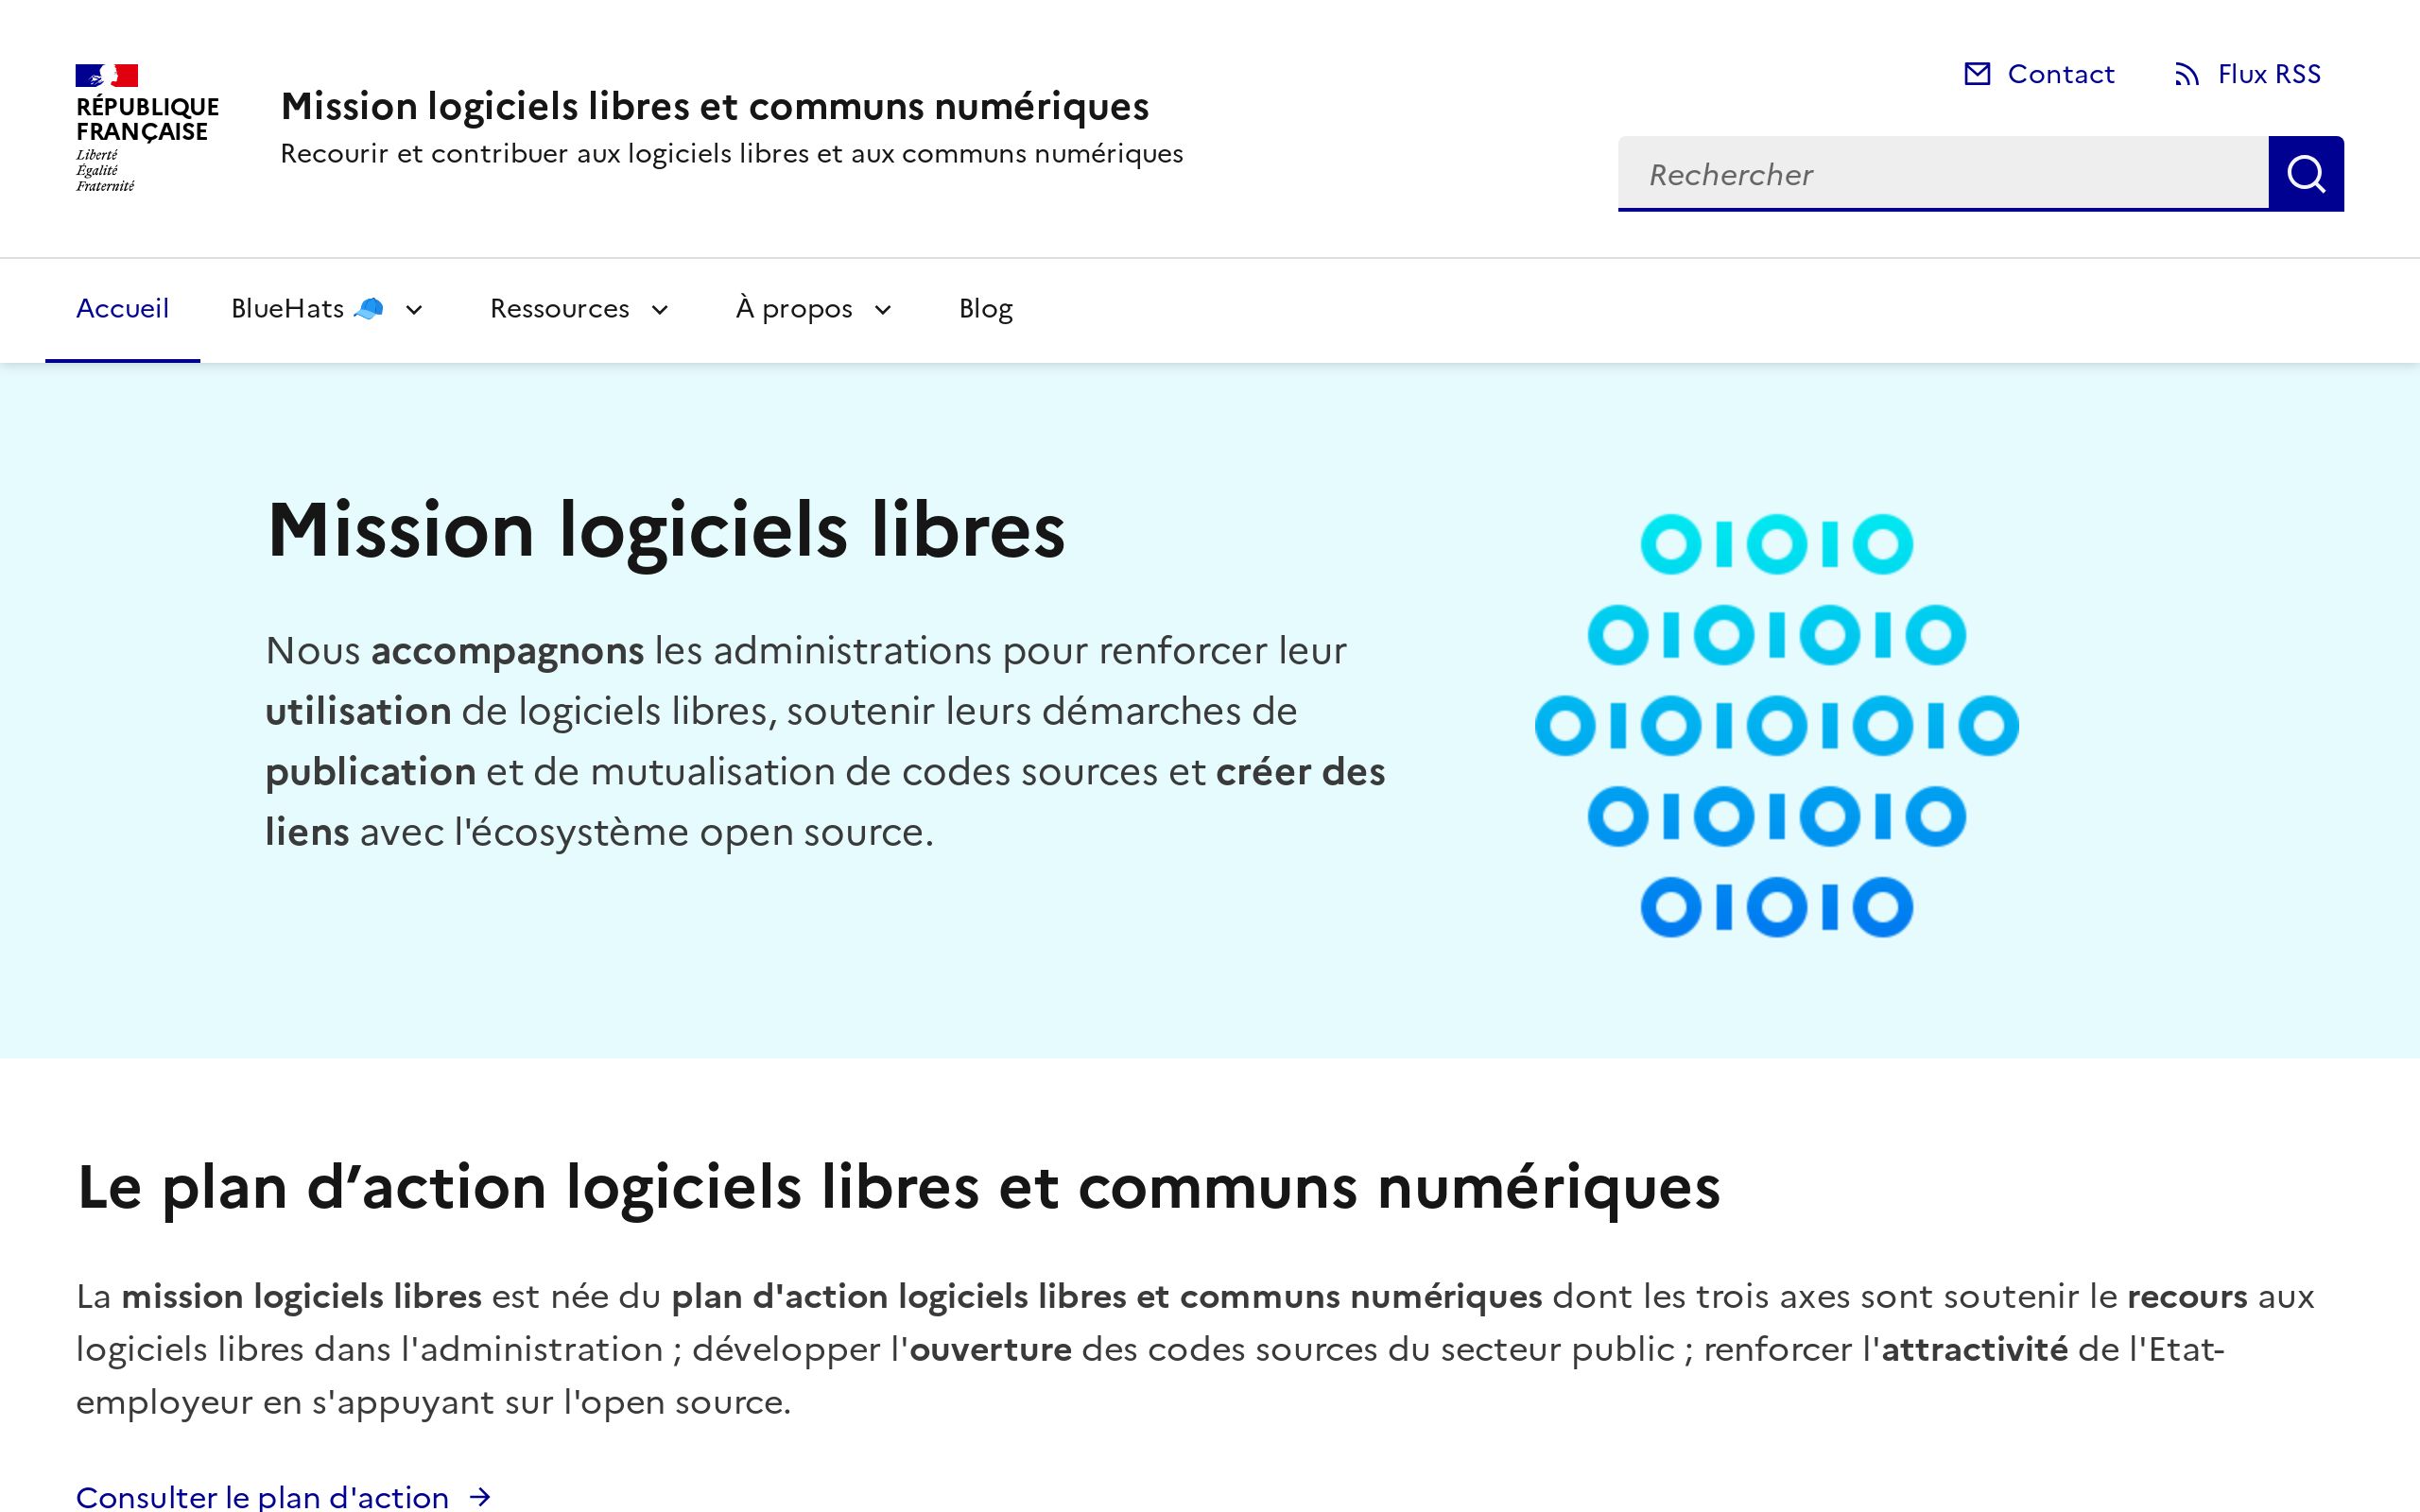 RÉPUBLIQUE
FRANÇAISE
Liberté
Égalité
Fraternité
Mission logiciels libres et communs numériques
Recourir et contribuer aux logiciels libres et aux communs numériques
Contact
Flux RSS
Rechercher
Accueil
BlueHats 🧢
Ressources
À propos
Blog
Mission logiciels libres
Nous accompagnons les administrations pour renforcer leur
utilisation de logiciels libres, soutenir leurs démarches de
publication et de mutualisation de codes sources et créer des
liens avec l'écosystème open source.
OIOIO
OIOIOIO
OIOIOIOIO
OIOIOIO
OIOIO
Le plan d’action logiciels libres et communs numériques
La mission logiciels libres est née du plan d'action logiciels libres et communs numériques dont les trois axes sont soutenir le recours aux
logiciels libres dans l'administration ; développer l'ouverture des codes sources du secteur public ; renforcer l'attractivité de l'Etat-
employeur en s'appuyant sur l'open source.
Consulter le plan d'action →